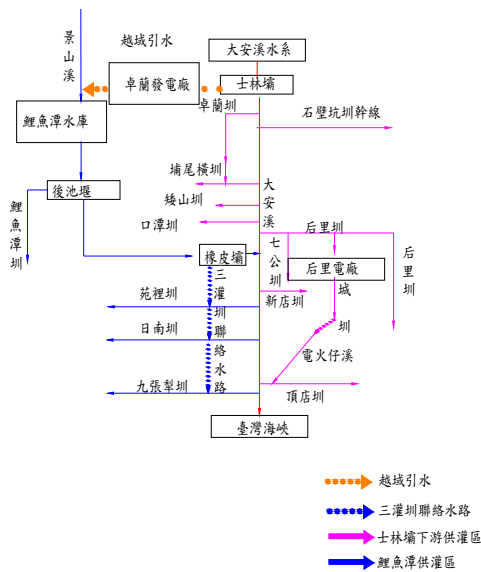 景山溪
越域引水
大安溪水系
卓蘭發電廠
士林壩
卓蘭圳
石壁坑圳幹線
鯉魚潭水庫
埔尾橫圳
後池堰
矮山圳
大安溪
鯉魚潭圳
口潭圳
后里圳
橡皮壩
七公圳
后里電廠
后里圳
三灌圳聯絡水路
苑裡圳
新店圳
城圳
日南圳
電火仔溪
九張犁圳
頂店圳
臺灣海峽
越域引水
三灌圳聯絡水路
士林壩下游供灌區
鯉魚潭供灌區